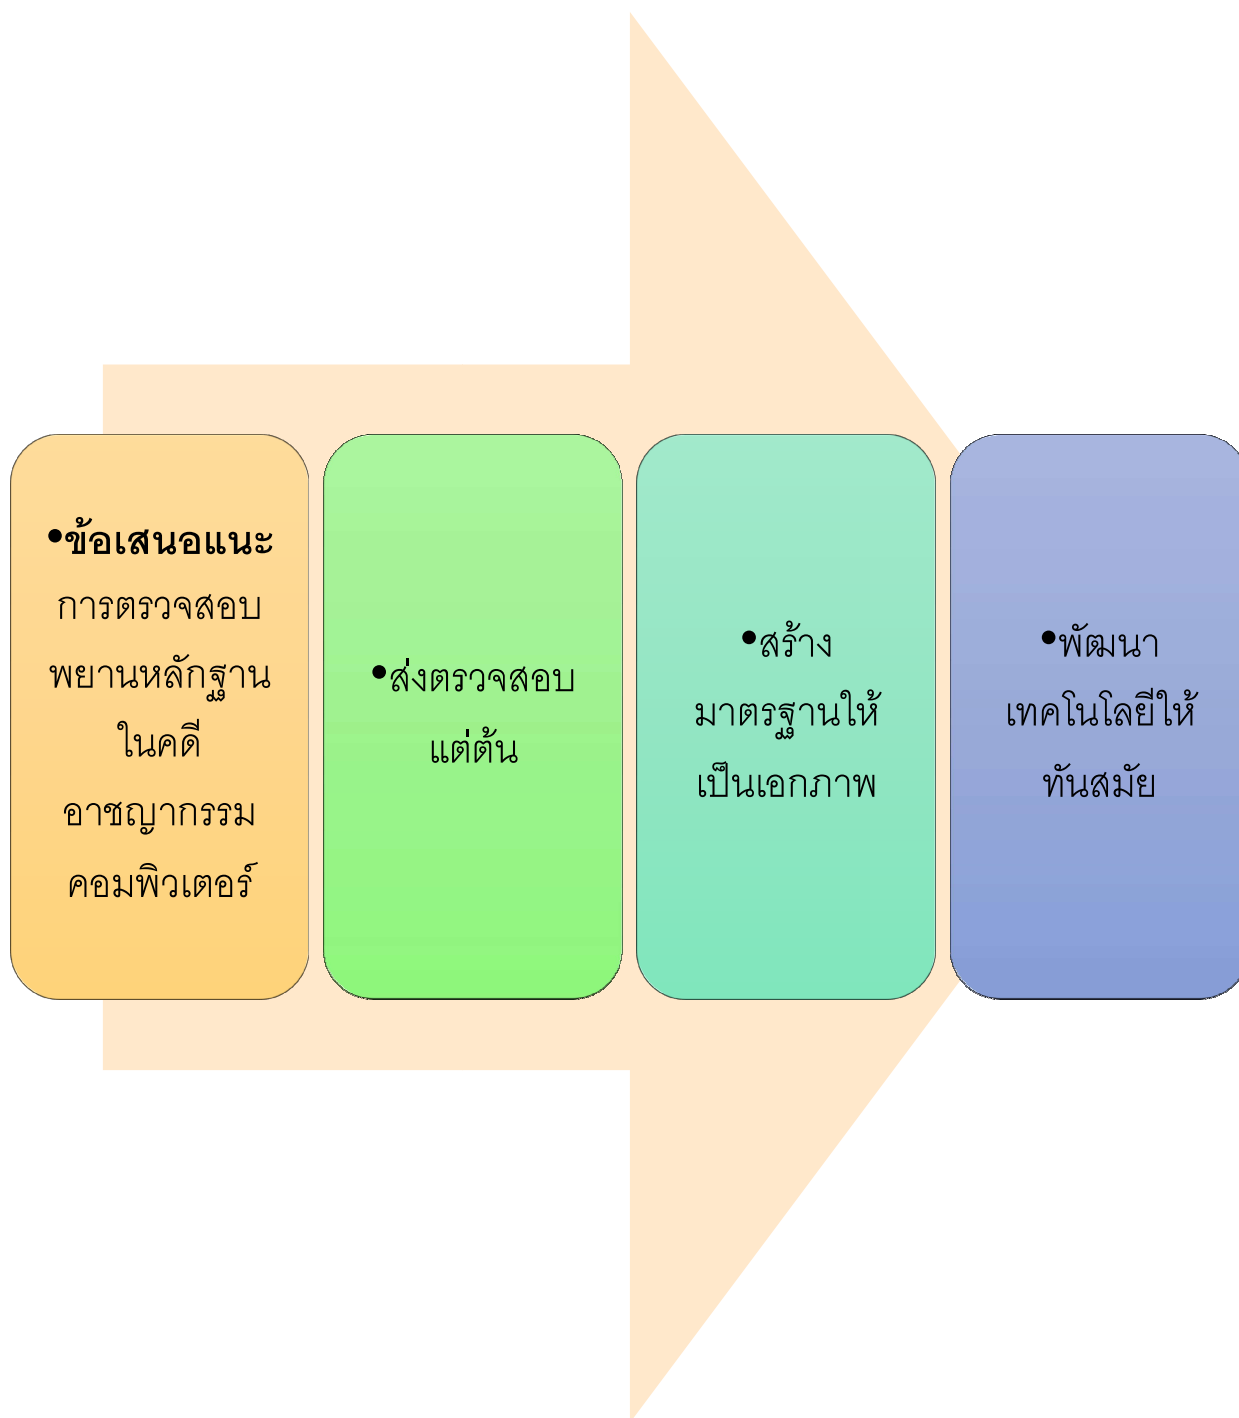 •ข้อเสนอแนะ
การตรวจสอบ
พยานหลักฐาน
ในคดี
อาชญากรรม
คอมพิวเตอร์
•ส่งตรวจสอบ
แต่ต้น
•สร้าง
มาตรฐานให้
เป็นเอกภาพ
•พัฒนา
เทคโนโลยีให้
ทันสมัย